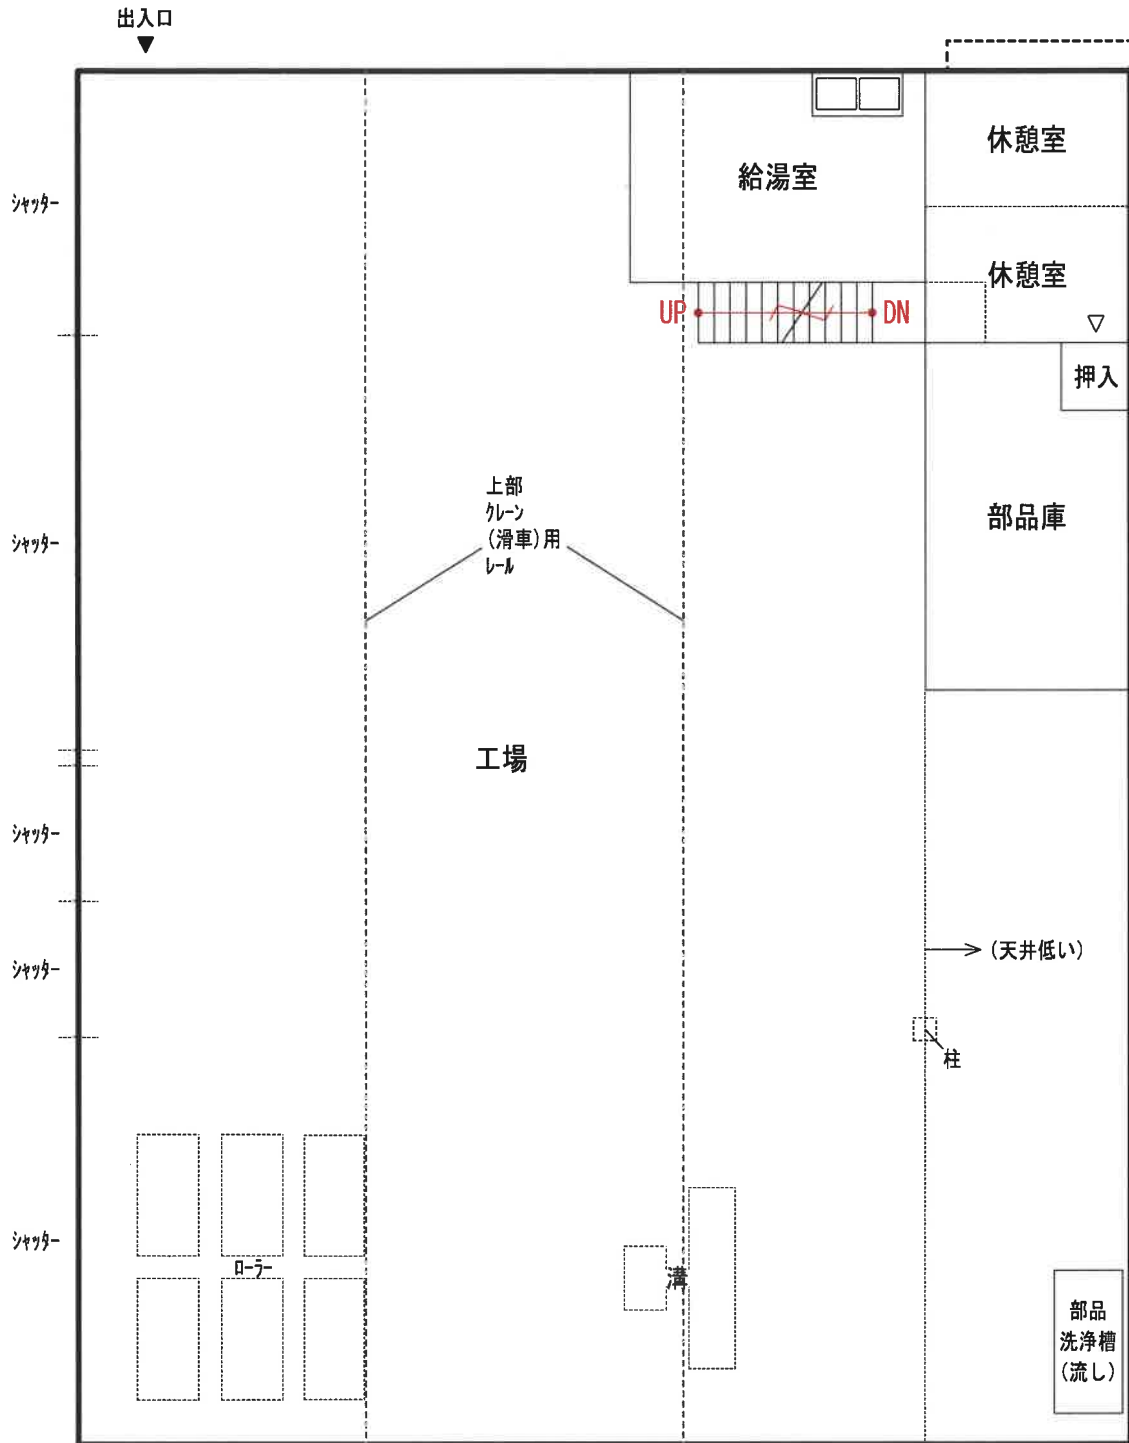 出入口
▼
休憩室
給湯室
シャッター
休憩室
UP
DN
▽
押入
上部
クレーン
(滑車)用
レール
部品庫
シャッター
工場
シャッター
(天井低い)
シャッター
柱
シャッター
ローラー
溝
部品
洗浄槽
(流し)